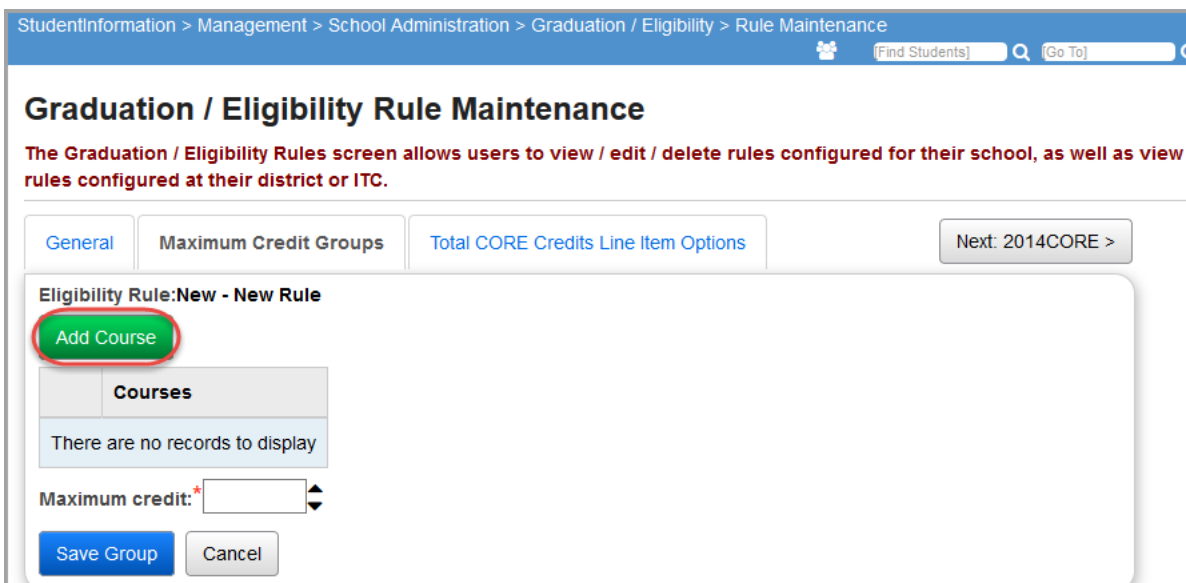 StudentInformation > Management > School Administration > Graduation / Eligibility > Rule Maintenance
[Find Students] [Go To]
Graduation / Eligibility Rule Maintenance
The Graduation / Eligibility Rules screen allows users to view / edit / delete rules configured for their school, as well as view
rules configured at their district or ITC.
General Maximum Credit Groups Total CORE Credits Line Item Options Next: 2014CORE >
Eligibility Rule:New - New Rule
Add Course
Courses
There are no records to display
Maximum credit:*
Save Group Cancel